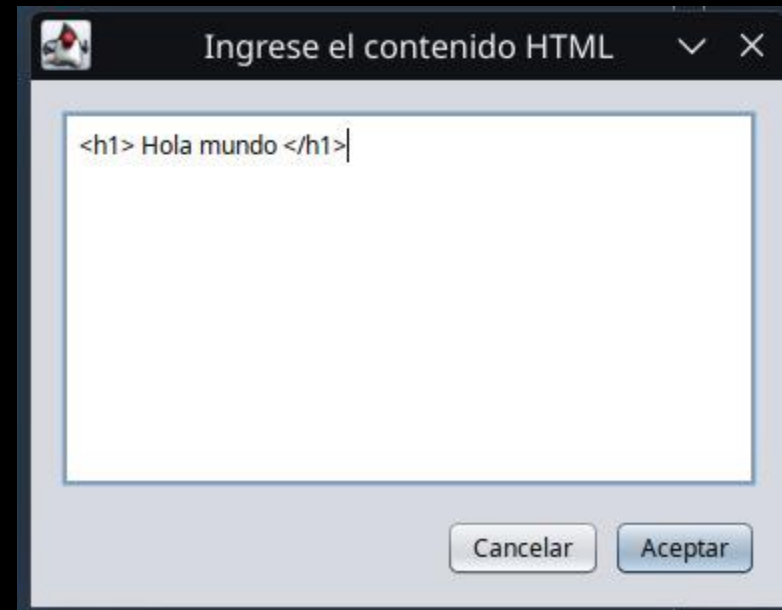 Ingrese el contenido HTML
<h1> Hola mundo </h1>
Cancelar Aceptar